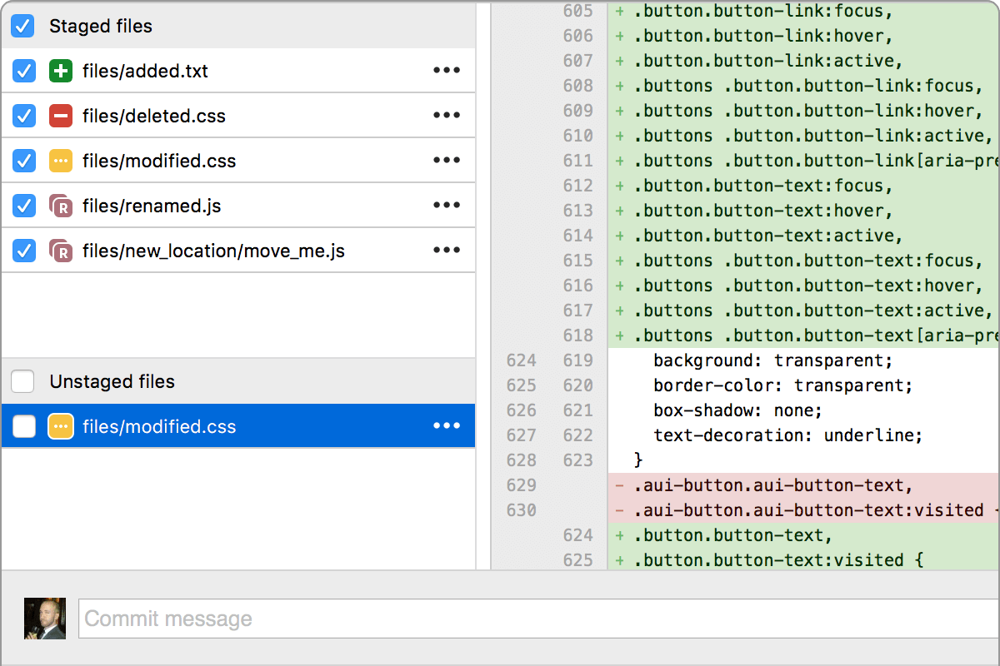 Staged files
files/added.txt
files/deleted.css
files/modified.css
R files/renamed.js
R files/new_location/move_me.js
Unstaged files
files/modified.css
605 + .button.button-link:focus,
606 + .button.button-link:hover,
607 + .button.button-link:active,
608 + .buttons .button.button-link:focus,
609 + .buttons .button.button-link:hover,
610 + .buttons .button.button-link:active,
611 + .buttons .button.button-link[aria-pre
612 + .button.button-text:focus,
613 + .button.button-text:hover,
614 + .button.button-text:active,
615 + .buttons .button.button-text:focus,
616 + .buttons .button.button-text:hover,
617 + .buttons .button.button-text:active,
618 + .buttons .button.button-text[aria-pre
624 619 background: transparent;
625 620 border-color: transparent;
626 621 box-shadow: none;
627 622 text-decoration: underline;
628 623 }
629 - .aui-button.aui-button-text,
630 - .aui-button.aui-button-text:visited {
624 + .button.button-text,
625 + .button.button-text:visited {
Commit message